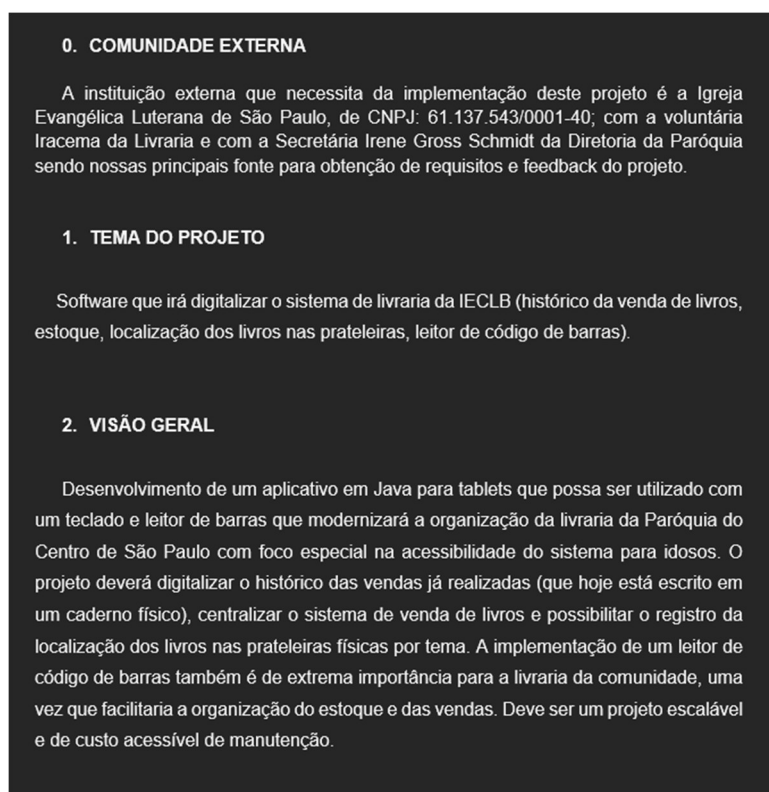 0. COMUNIDADE EXTERNA
A instituição externa que necessita da implementação deste projeto é a Igreja
Evangélica Luterana de São Paulo, de CNPJ: 61.137.543/0001-40; com a voluntária
Iracema da Livraria e com a Secretária Irene Gross Schmidt da Diretoria da Paróquia
sendo nossas principais fonte para obtenção de requisitos e feedback do projeto.
1. TEMA DO PROJETO
Software que irá digitalizar o sistema de livraria da IECLB (histórico da venda de livros,
estoque, localização dos livros nas prateleiras, leitor de código de barras).
2. VISÃO GERAL
Desenvolvimento de um aplicativo em Java para tablets que possa ser utilizado com
um teclado e leitor de barras que modernizará a organização da livraria da Paróquia do
Centro de São Paulo com foco especial na acessibilidade do sistema para idosos. O
projeto deverá digitalizar o histórico das vendas já realizadas (que hoje está escrito em
um caderno físico), centralizar o sistema de venda de livros e possibilitar o registro da
localização dos livros nas prateleiras físicas por tema. A implementação de um leitor de
código de barras também é de extrema importância para a livraria da comunidade, uma
vez que facilitaria a organização do estoque e das vendas. Deve ser um projeto escalável
e de custo acessível de manutenção.